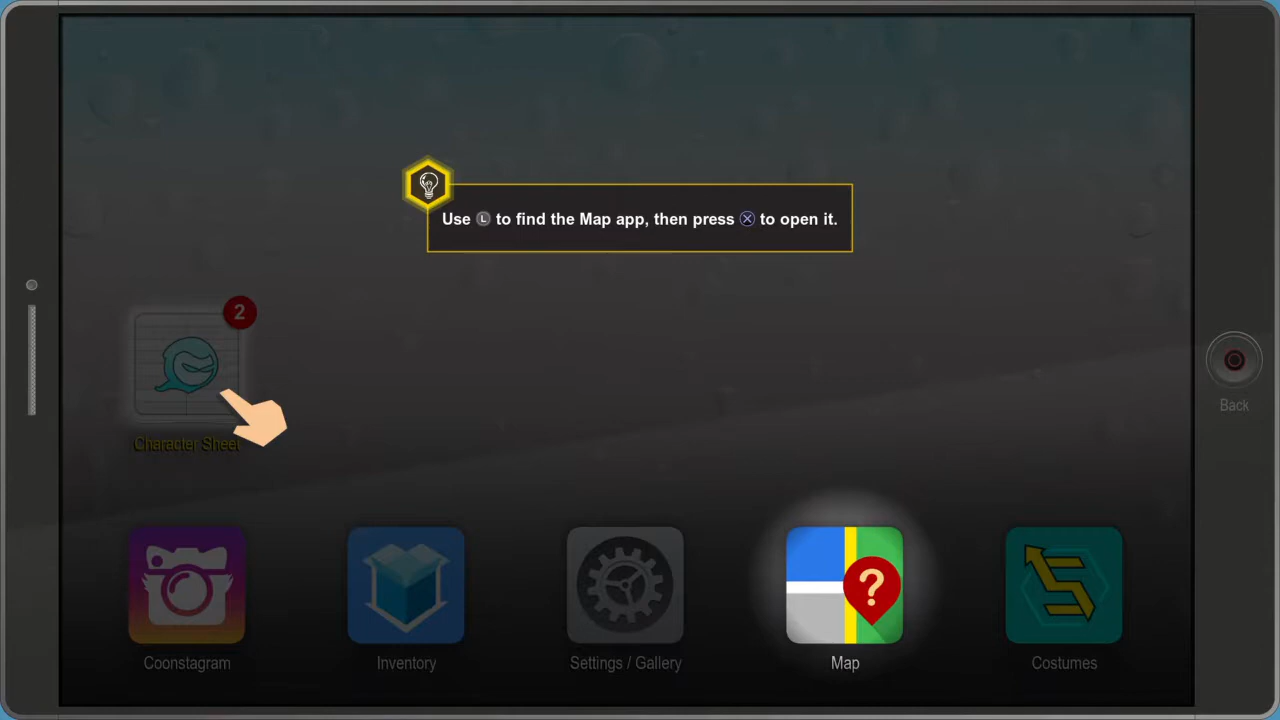 Use L to find the Map app, then press X to open it.
2
Character Sheet
Back
?
Coonstagram
Inventory
Settings / Gallery
Map
Costumes